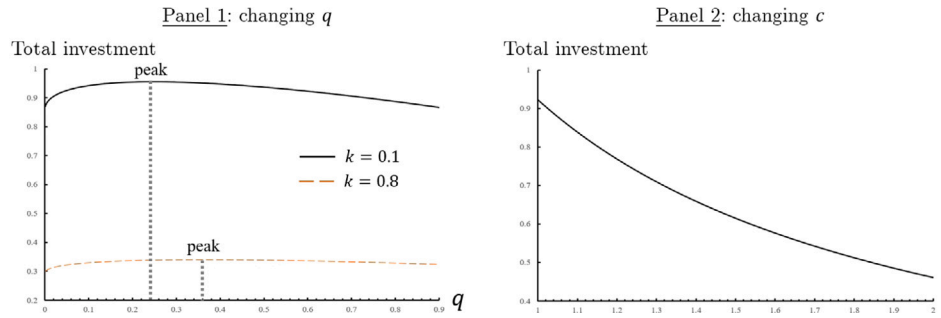 Panel 1: changing q
Total investment
1
0.9
0.8
0.7
0.6
0.5
0.4
0.3
0.2
peak
peak
k = 0.1
k = 0.8
0 0.1 0.2 0.3 0.4 0.5 0.6 0.7 0.8 0.9 q
Panel 2: changing c
Total investment
1
0.9
0.8
0.7
0.6
0.5
0.4
1 1.1 1.2 1.3 1.4 1.5 1.6 1.7 1.8 1.9 2